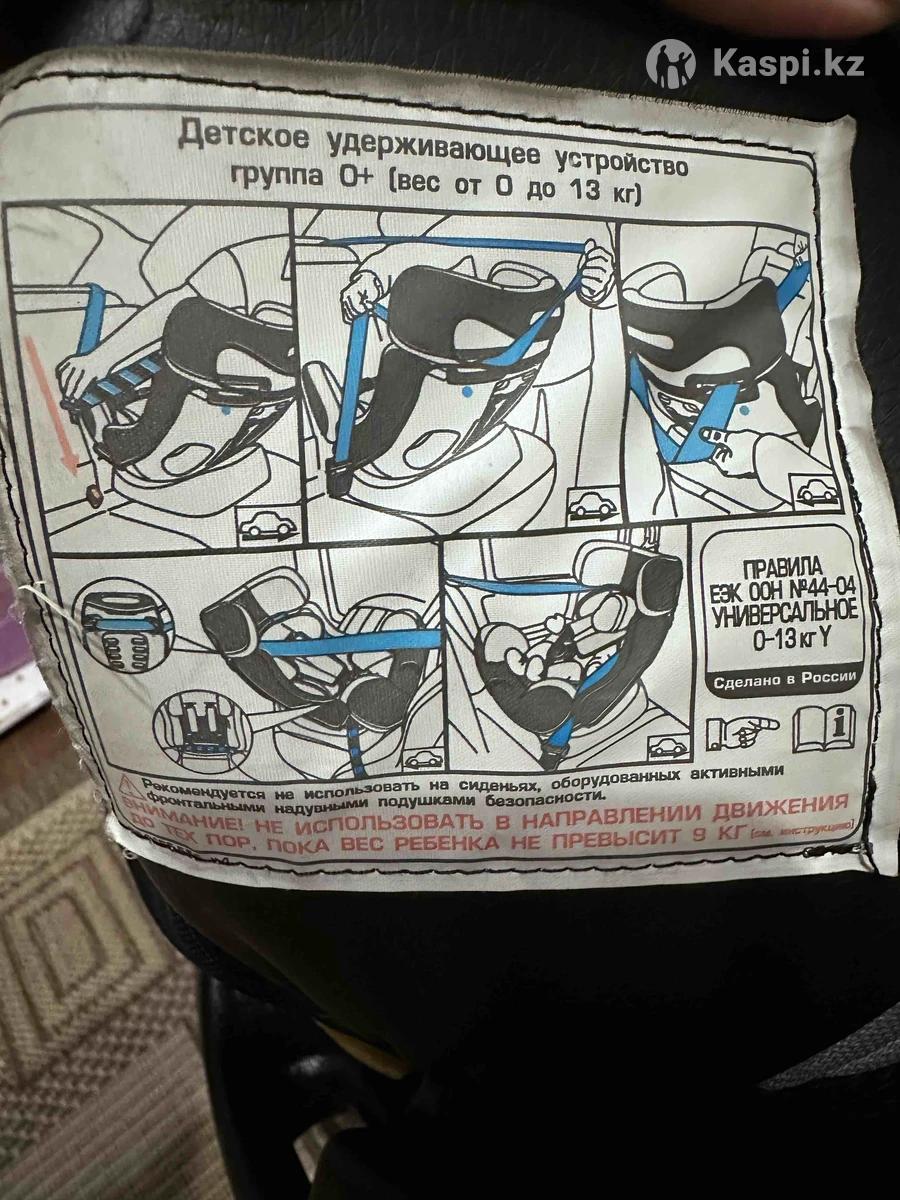 Kaspi.kz
Детское удерживающее устройство
группа 0+ (вес от 0 до 13 кг)
ПРАВИЛА
ЕЭК ООН №44-04
УНИВЕРСАЛЬНОЕ
0-13 кг Y
Сделано в России
Рекомендуется не использовать на сиденьях, оборудованных активными
фронтальными надувными подушками безопасности.
ВНИМАНИЕ! НЕ ИСПОЛЬЗОВАТЬ В НАПРАВЛЕНИИ ДВИЖЕНИЯ
ДО ТЕХ ПОР, ПОКА ВЕС РЕБЕНКА НЕ ПРЕВЫСИТ 9 КГ (см. инструкцию)